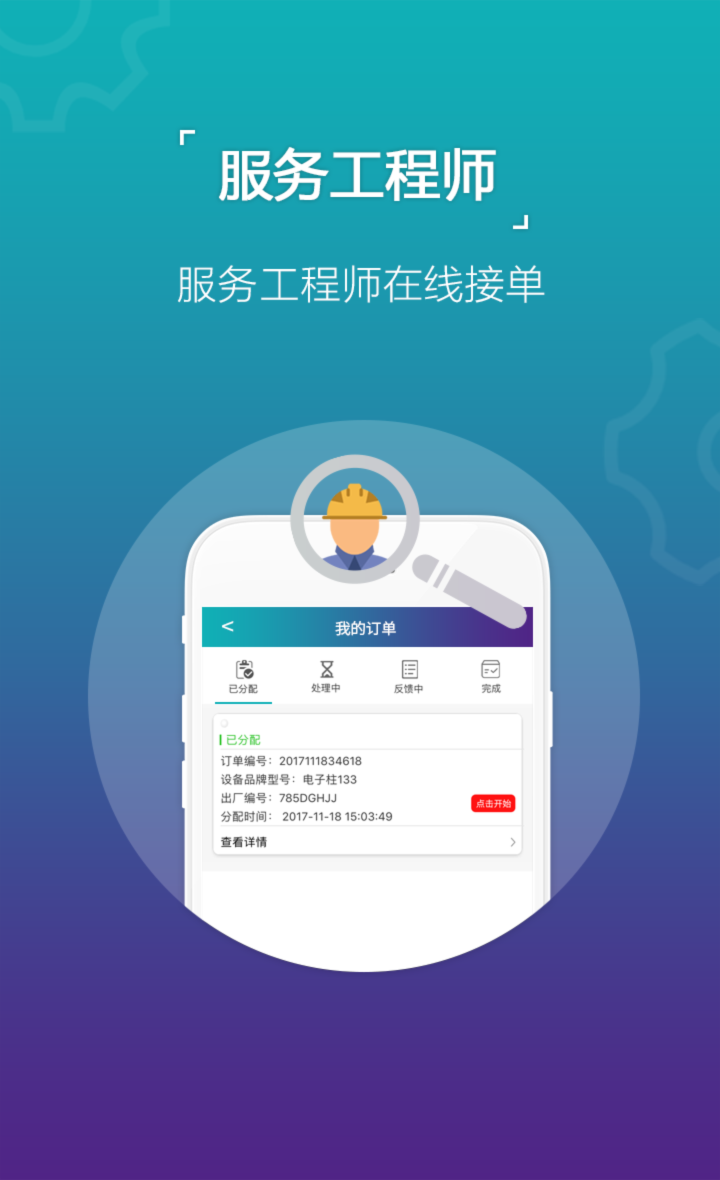 服务工程师
服务工程师在线接单
< 我的订单
已分配 处理中 反馈中 完成
已分配
订单编号：2017111834618
设备品牌型号：电子柱133
出厂编号：785DGHJJ
点击开始
分配时间： 2017-11-18 15:03:49
查看详情